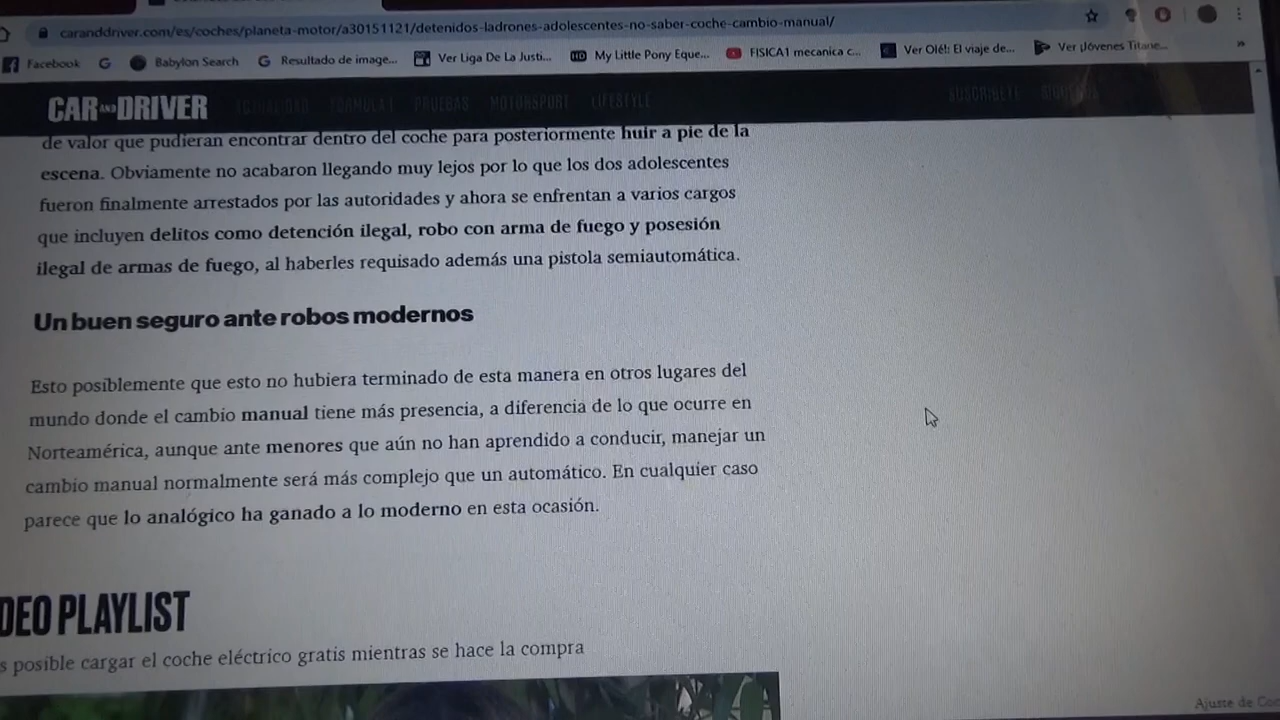 caranddriver.com/es/coches/planeta-motor/a30151121/detenidos-ladrones-adolescentes-no-saber-coche-cambio-manual/
Facebook
Babylon Search
Resultado de image...
Ver Liga De La Justi...
My Little Pony Eque...
FISICA1 mecanica c...
Ver Olé!: El viaje de...
Ver ¡Jóvenes Titane...
CAR AND DRIVER
FORMULA 1 PRUEBAS MOTORSPORT LIFESTYLE
SUSCRÍBETE
de valor que pudieran encontrar dentro del coche para posteriormente huir a pie de la
escena. Obviamente no acabaron llegando muy lejos por lo que los dos adolescentes
fueron finalmente arrestados por las autoridades y ahora se enfrentan a varios cargos
que incluyen delitos como detención ilegal, robo con arma de fuego y posesión
ilegal de armas de fuego, al haberles requisado además una pistola semiautomática.
Un buen seguro ante robos modernos
Esto posiblemente que esto no hubiera terminado de esta manera en otros lugares del
mundo donde el cambio manual tiene más presencia, a diferencia de lo que ocurre en
Norteamérica, aunque ante menores que aún no han aprendido a conducir, manejar un
cambio manual normalmente será más complejo que un automático. En cualquier caso
parece que lo analógico ha ganado a lo moderno en esta ocasión.
DEO PLAYLIST
s posible cargar el coche eléctrico gratis mientras se hace la compra
Ajuste de Con